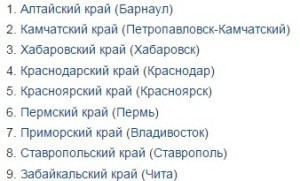 1. Алтайский край (Барнаул)
2. Камчатский край (Петропавловск-Камчатский)
3. Хабаровский край (Хабаровск)
4. Краснодарский край (Краснодар)
5. Красноярский край (Красноярск)
6. Пермский край (Пермь)
7. Приморский край (Владивосток)
8. Ставропольский край (Ставрополь)
9. Забайкальский край (Чита)